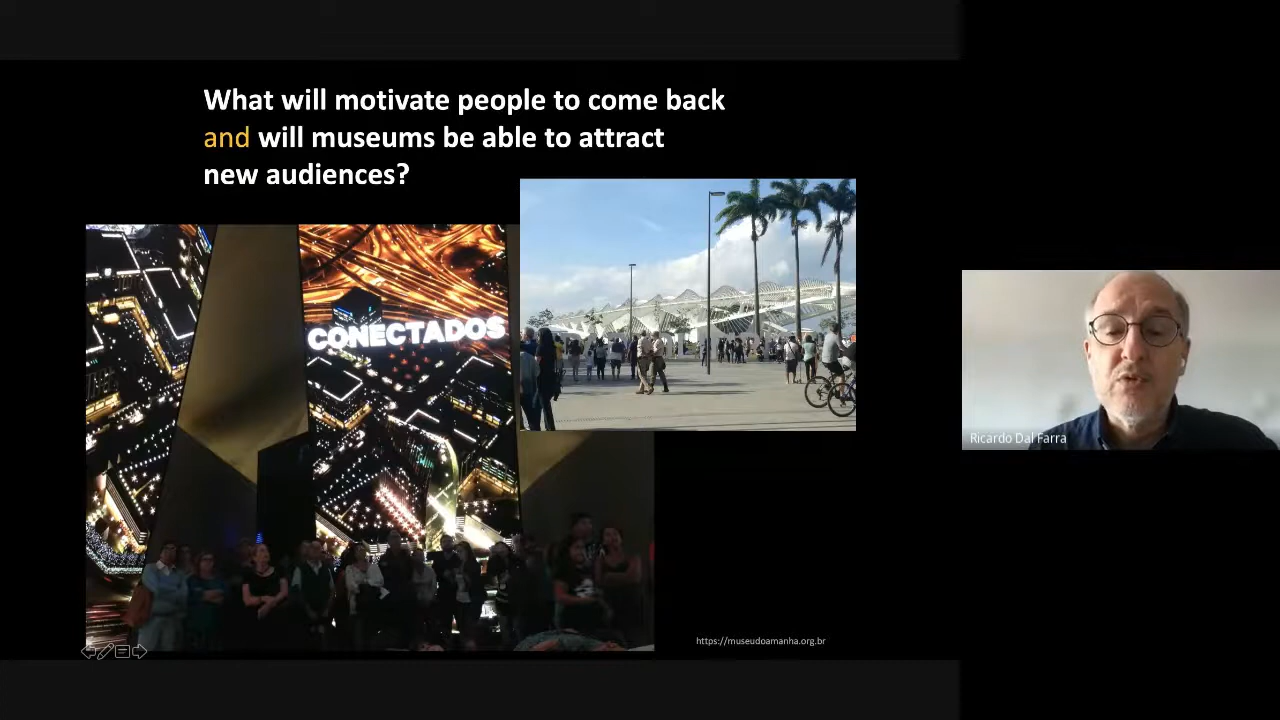 What will motivate people to come back
and will museums be able to attract
new audiences?
CONECTADOS
Ricardo Dal Farra
https://museudoamanha.org.br